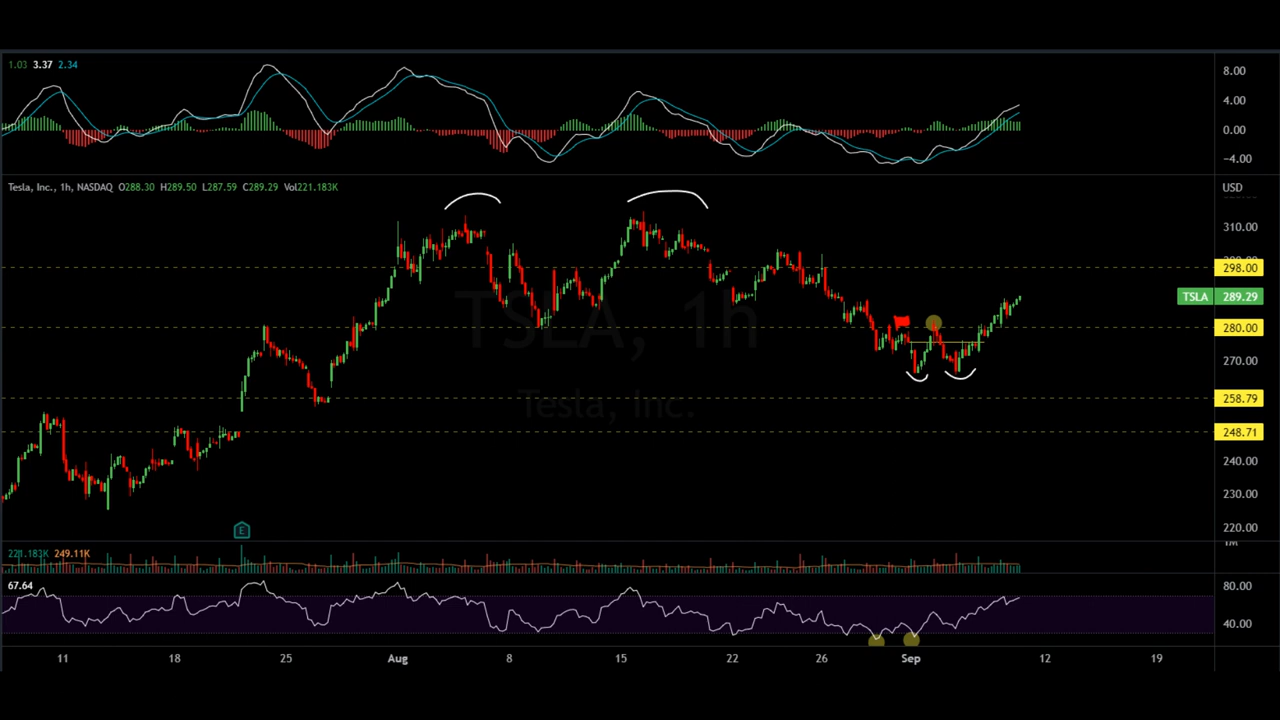 1.03 3.37 2.34
8.00
4.00
0.00
−4.00
Tesla, Inc., 1h, NASDAQ O288.30 H289.50 L287.59 C289.29 Vol221.183K
USD
310.00
298.00
TSLA 289.29
TSLA, 1h
280.00
270.00
Tesla, Inc.
258.79
248.71
240.00
230.00
220.00
E
221.183K 249.11K
67.64
80.00
40.00
11 18 25 Aug 8 15 22 26 Sep 12 19